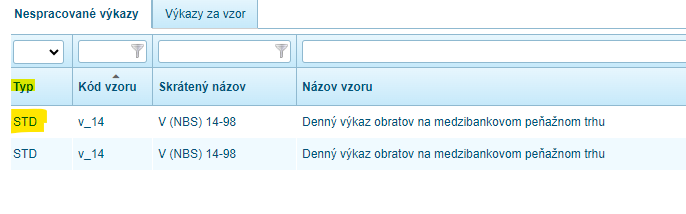 Nespracované výkazy Výkazy za vzor
Typ Kód vzoru Skrátený názov Názov vzoru
STD v_14 V (NBS) 14-98 Denný výkaz obratov na medzibankovom peňažnom trhu
STD v_14 V (NBS) 14-98 Denný výkaz obratov na medzibankovom peňažnom trhu